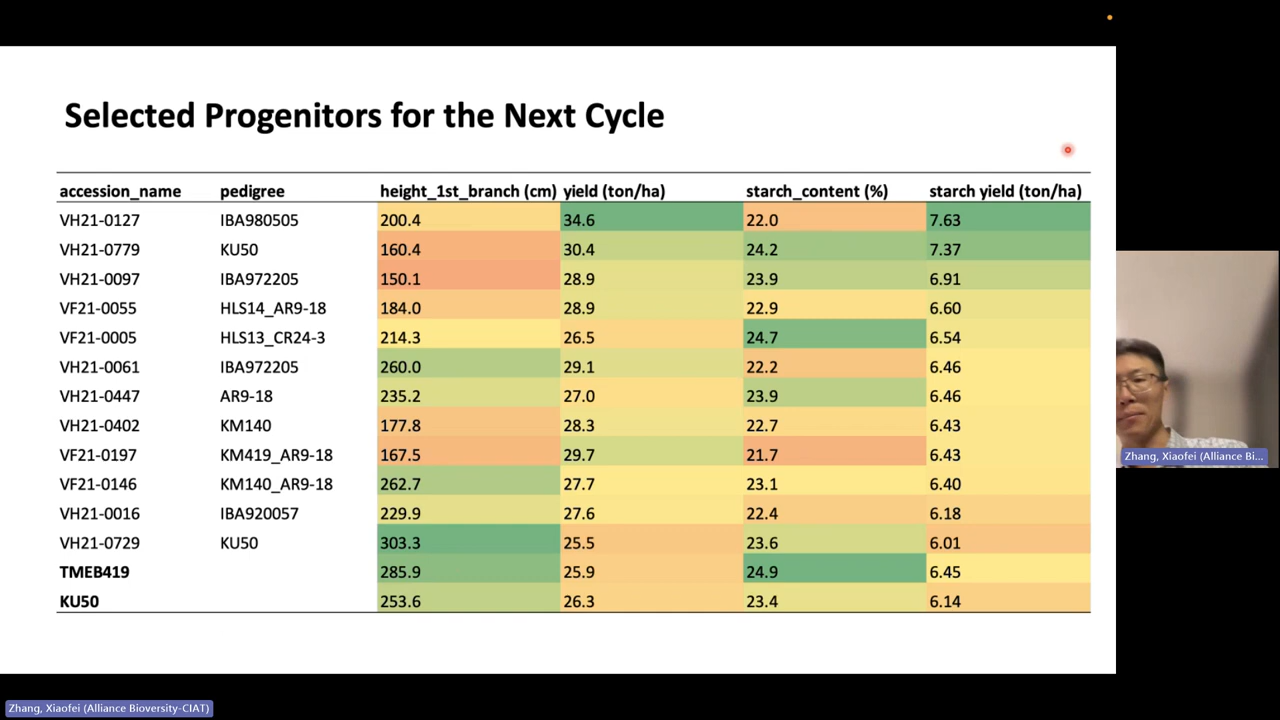 Selected Progenitors for the Next Cycle
accession_name pedigree height_1st_branch (cm) yield (ton/ha) starch_content (%) starch yield (ton/ha)
VH21-0127 IBA980505 200.4 34.6 22.0 7.63
VH21-0779 KU50 160.4 30.4 24.2 7.37
VH21-0097 IBA972205 150.1 28.9 23.9 6.91
VF21-0055 HLS14_AR9-18 184.0 28.9 22.9 6.60
VF21-0005 HLS13_CR24-3 214.3 26.5 24.7 6.54
VH21-0061 IBA972205 260.0 29.1 22.2 6.46
VH21-0447 AR9-18 235.2 27.0 23.9 6.46
VH21-0402 KM140 177.8 28.3 22.7 6.43
VF21-0197 KM419_AR9-18 167.5 29.7 21.7 6.43
VF21-0146 KM140_AR9-18 262.7 27.7 23.1 6.40
VH21-0016 IBA920057 229.9 27.6 22.4 6.18
VH21-0729 KU50 303.3 25.5 23.6 6.01
TMEB419 285.9 25.9 24.9 6.45
KU50 253.6 26.3 23.4 6.14
Zhang, Xiaofei (Alliance Bi...
Zhang, Xiaofei (Alliance Bioversity-CIAT)